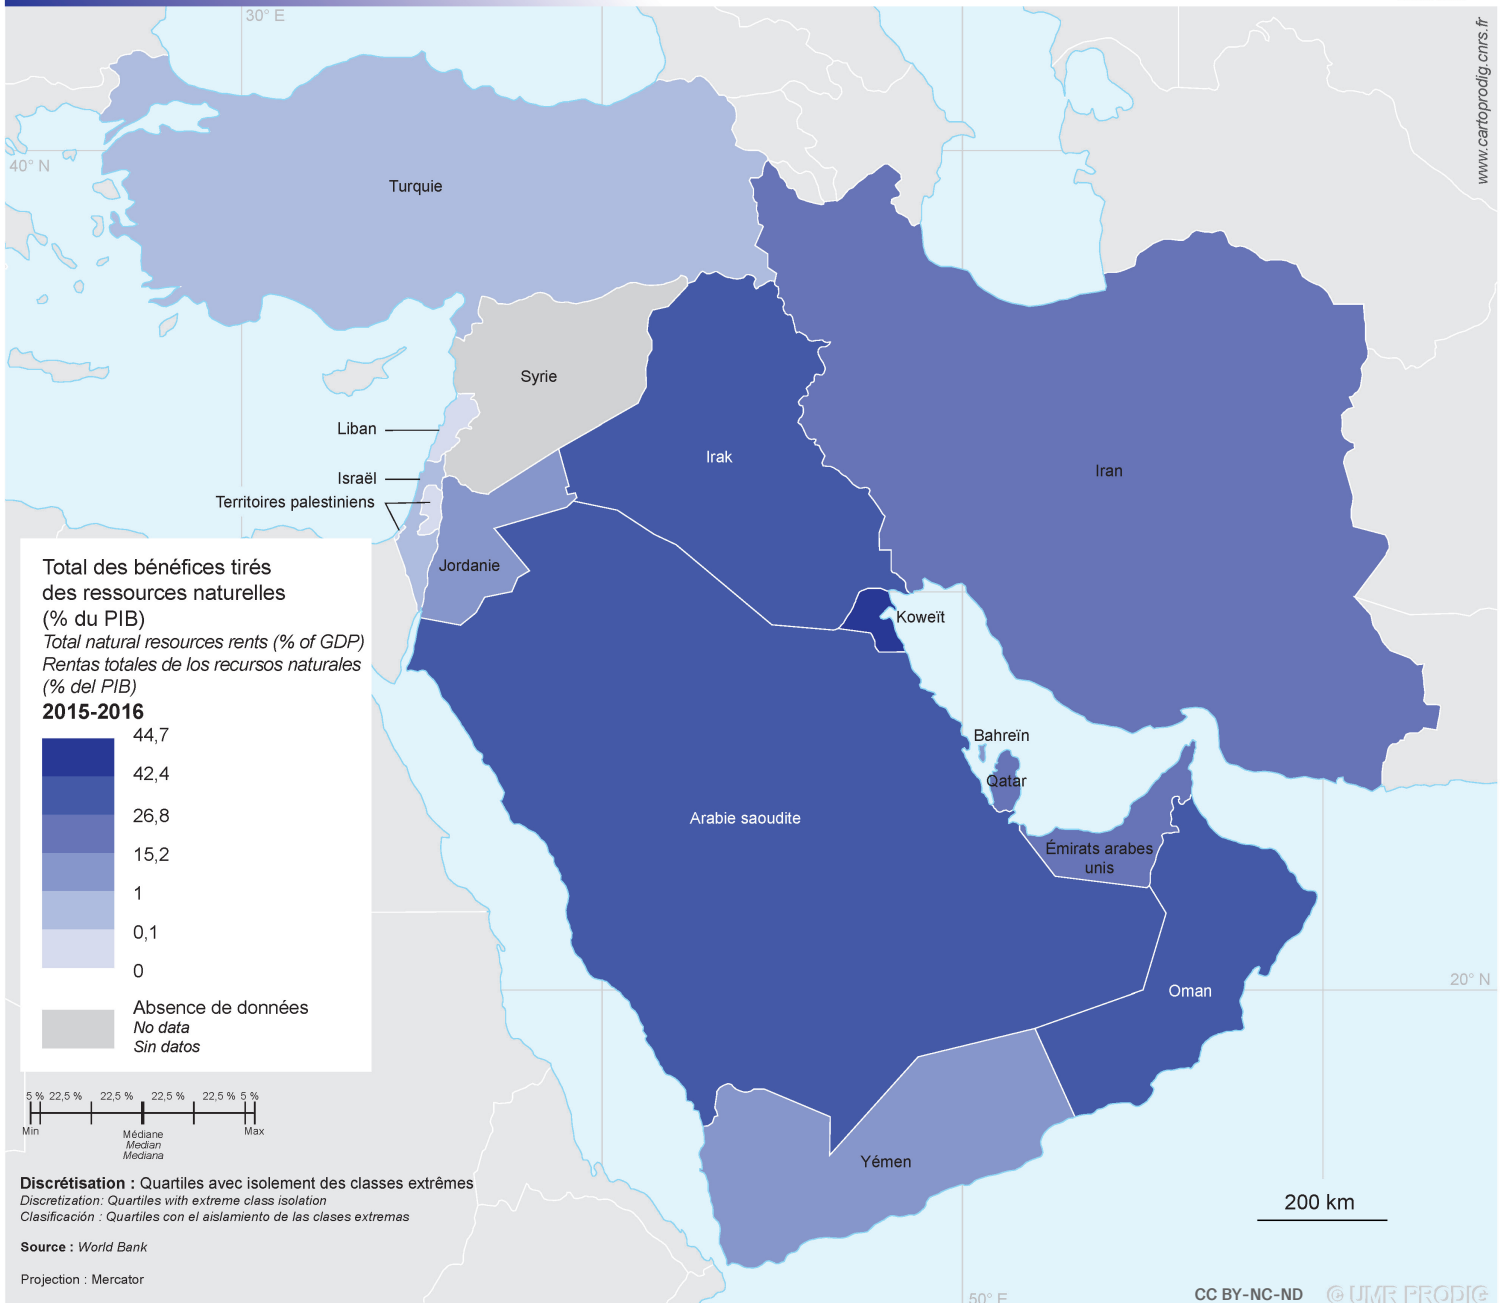 30° E
www.cartoprodig.cnrs.fr
40° N
Turquie
Syrie
Liban
Irak
Iran
Israël
Territoires palestiniens
Jordanie
Koweït
Bahreïn
Qatar
Arabie saoudite
Émirats arabes
unis
Oman
20° N
Yémen
Total des bénéfices tirés
des ressources naturelles
(% du PIB)
Total natural resources rents (% of GDP)
Rentas totales de los recursos naturales
(% del PIB)
2015-2016
44,7
42,4
26,8
15,2
1
0,1
0
Absence de données
No data
Sin datos
5 % 22,5 % 22,5 % 22,5 % 22,5 % 5 %
Min Max
Médiane
Median
Mediana
Discrétisation : Quartiles avec isolement des classes extrêmes
Discretization: Quartiles with extreme class isolation
Clasificación : Quartiles con el aislamiento de las clases extremas
Source : World Bank
Projection : Mercator
200 km
50° E
CC BY-NC-ND © UMR PRODIG